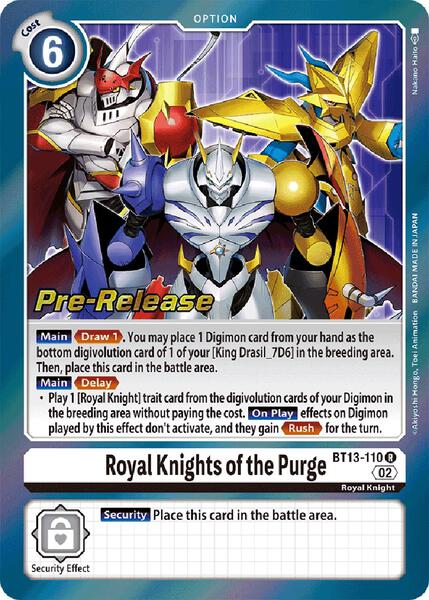 OPTION
Cost
6
Nakano Haito
©Akiyoshi Hongo, Toei Animation BANDAI MADE IN JAPAN
Pre-Release
Main Draw 1. You may place 1 Digimon card from your hand as the
bottom digivolution card of 1 of your [King Drasil_7D6] in the breeding area.
Then, place this card in the battle area.
Main Delay
• Play 1 [Royal Knight] trait card from the digivolution cards of your Digimon in
the breeding area without paying the cost. On Play effects on Digimon
played by this effect don't activate, and they gain Rush for the turn.
Royal Knights of the Purge
BT13-110 R
02
Royal Knight
Security Place this card in the battle area.
Security Effect